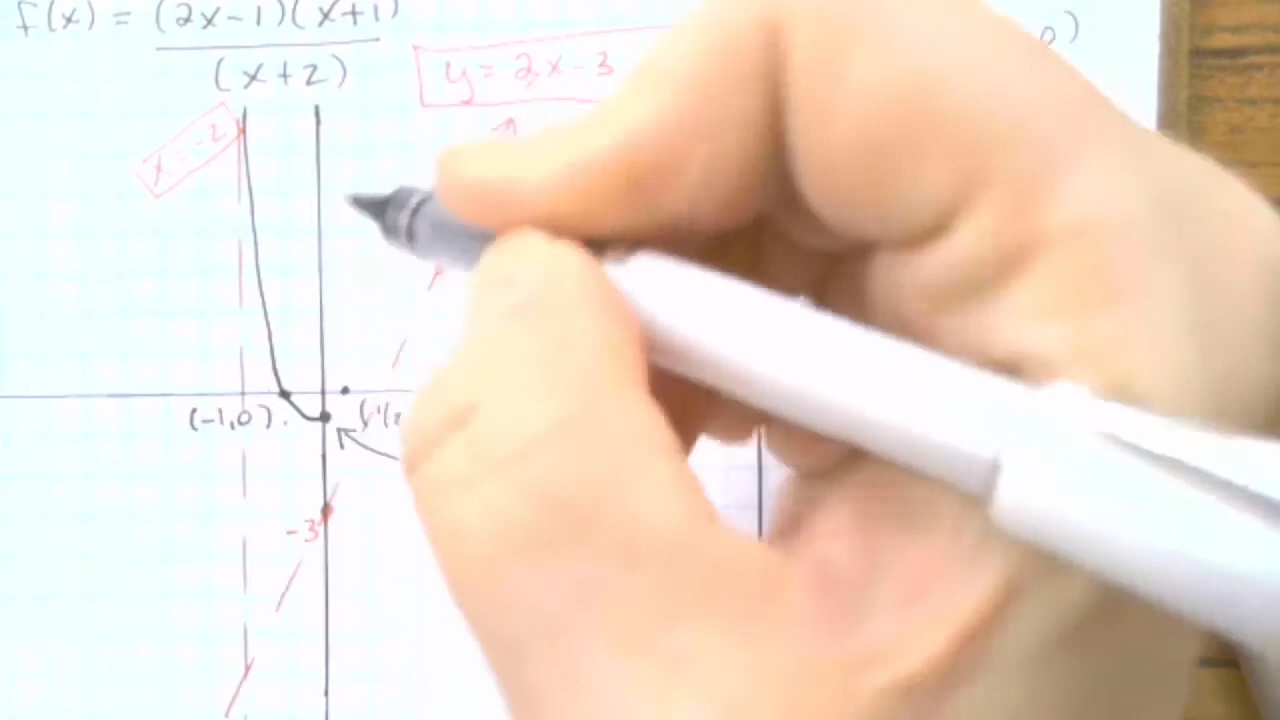 f(x) = (2x-1)(x+1)
(x+2)
y = 2x - 3
x = -2
(-1,0)
-3